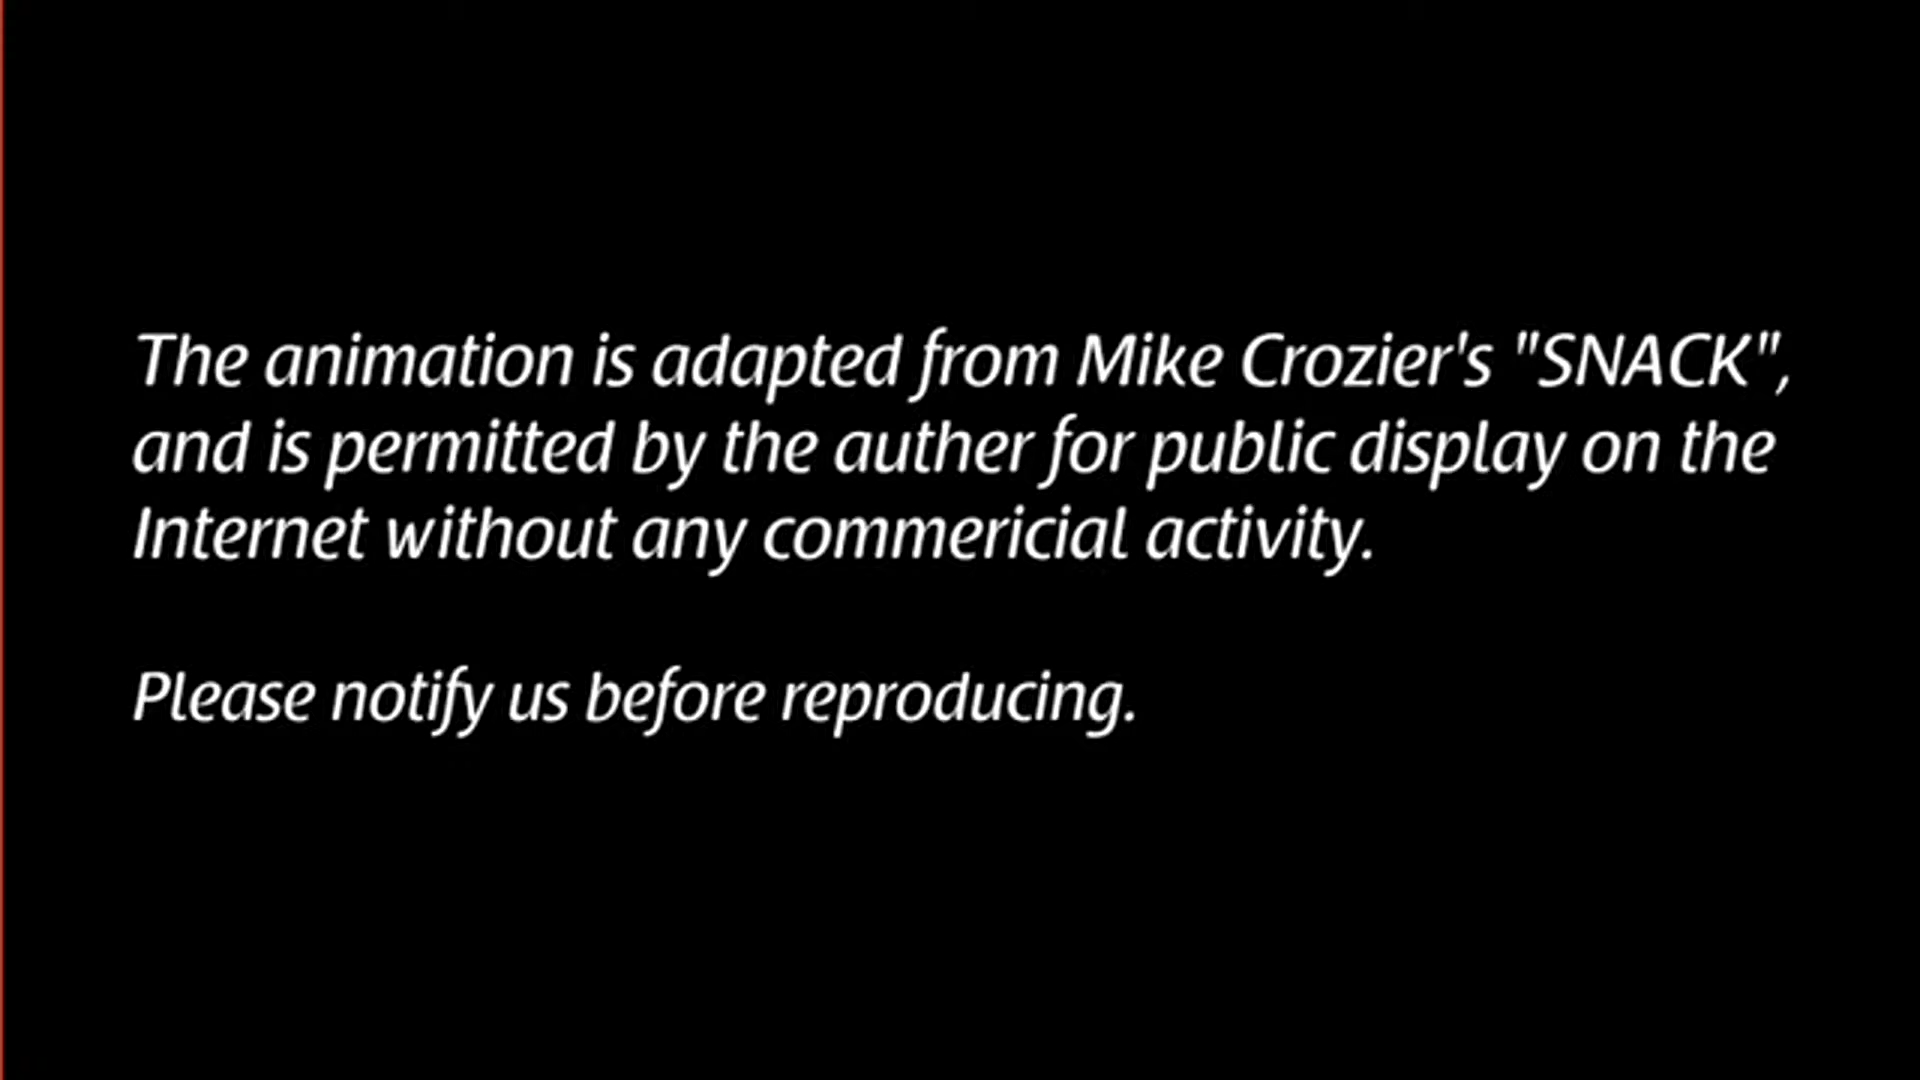 The animation is adapted from Mike Crozier's "SNACK",
and is permitted by the auther for public display on the
Internet without any commericial activity.
Please notify us before reproducing.